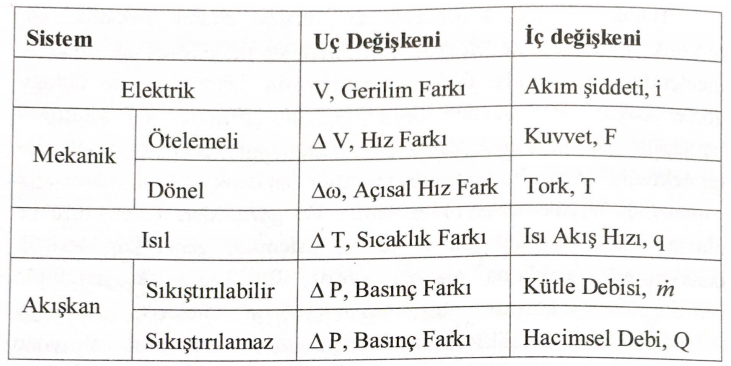 Sistem Uç Değişkeni İç değişkeni
Elektrik V, Gerilim Farkı Akım şiddeti, i
Mekanik Ötelemeli Δ V, Hız Farkı Kuvvet, F
Dönel Δω, Açısal Hız Fark Tork, T
Isıl Δ T, Sıcaklık Farkı Isı Akış Hızı, q
Akışkan Sıkıştırılabilir Δ P, Basınç Farkı Kütle Debisi, ṁ
Sıkıştırılamaz Δ P, Basınç Farkı Hacimsel Debi, Q